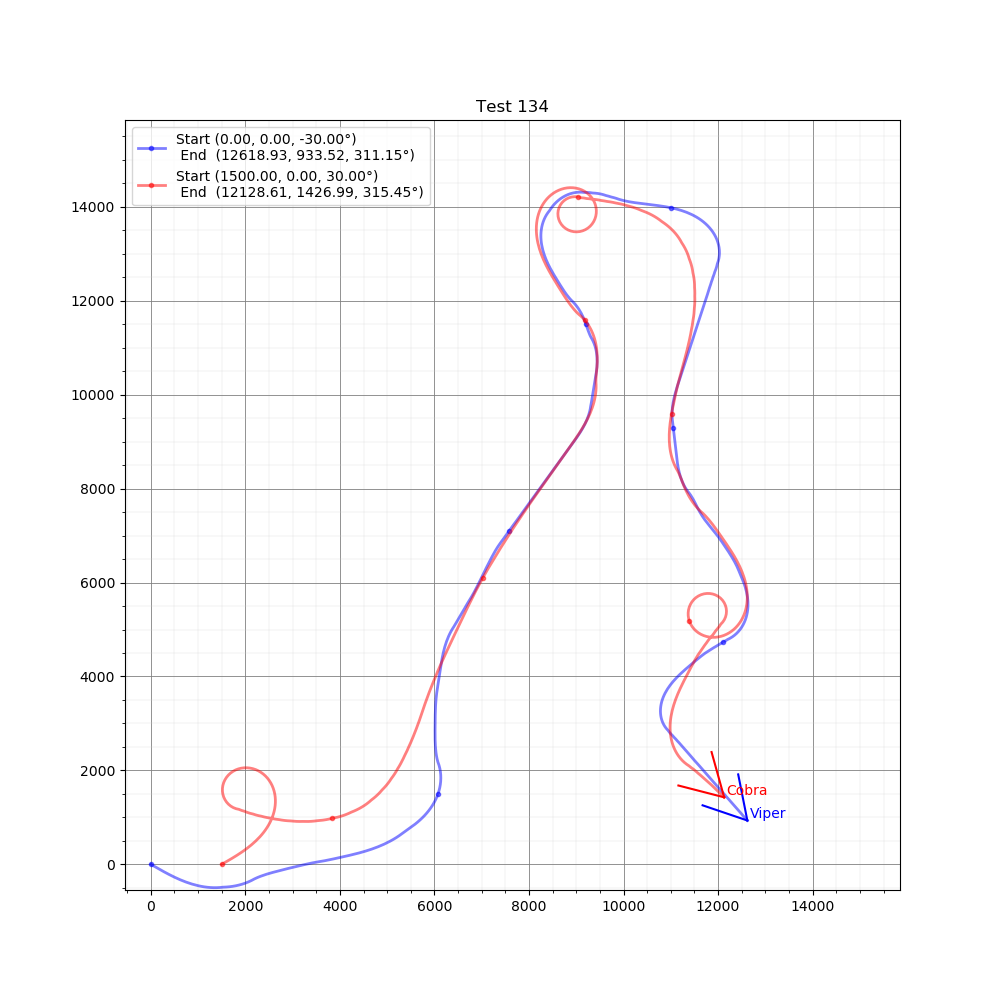 Test 134
Start (0.00, 0.00, -30.00°)
End (12618.93, 933.52, 311.15°)
Start (1500.00, 0.00, 30.00°)
End (12128.61, 1426.99, 315.45°)
14000
12000
10000
8000
6000
4000
2000
0
Cobra
Viper
0 2000 4000 6000 8000 10000 12000 14000